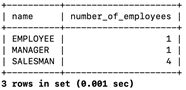 +----------+---------------------+
| name     | number_of_employees |
+----------+---------------------+
| EMPLOYEE |                   1 |
| MANAGER  |                   1 |
| SALESMAN |                   4 |
+----------+---------------------+
3 rows in set (0.001 sec)